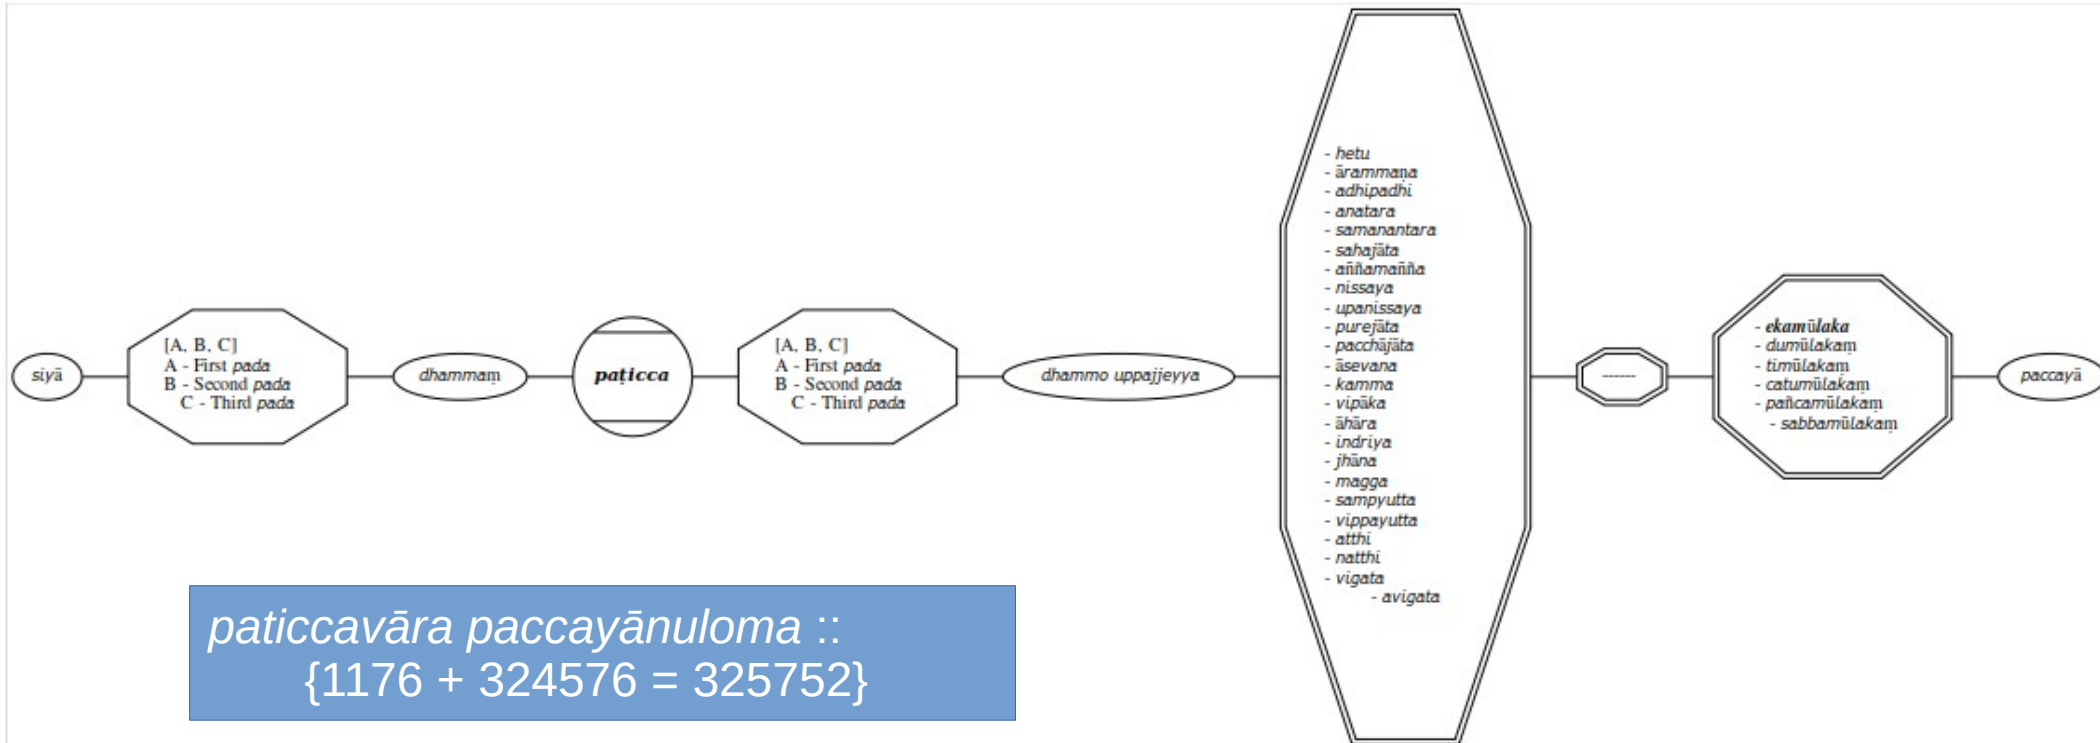 siyā
[A, B, C]
A - First pada
B - Second pada
C - Third pada
dhammaṃ
paṭicca
[A, B, C]
A - First pada
B - Second pada
C - Third pada
dhammo uppajjeyya
- hetu
- ārammaṇa
- adhipadhi
- anatara
- samanantara
- sahajāta
- aññamañña
- nissaya
- upanissaya
- purejāta
- pacchājāta
- āsevana
- kamma
- vipāka
- āhāra
- indriya
- jhāna
- magga
- sampyutta
- vippayutta
- atthi
- natthi
- vigata
- avigata
------
- ekamūlaka
- dumūlakaṃ
- timūlakaṃ
- catumūlakaṃ
- pañcamūlakaṃ
- sabbamūlakaṃ
paccayā
paticcavāra paccayānuloma ::
{1176 + 324576 = 325752}